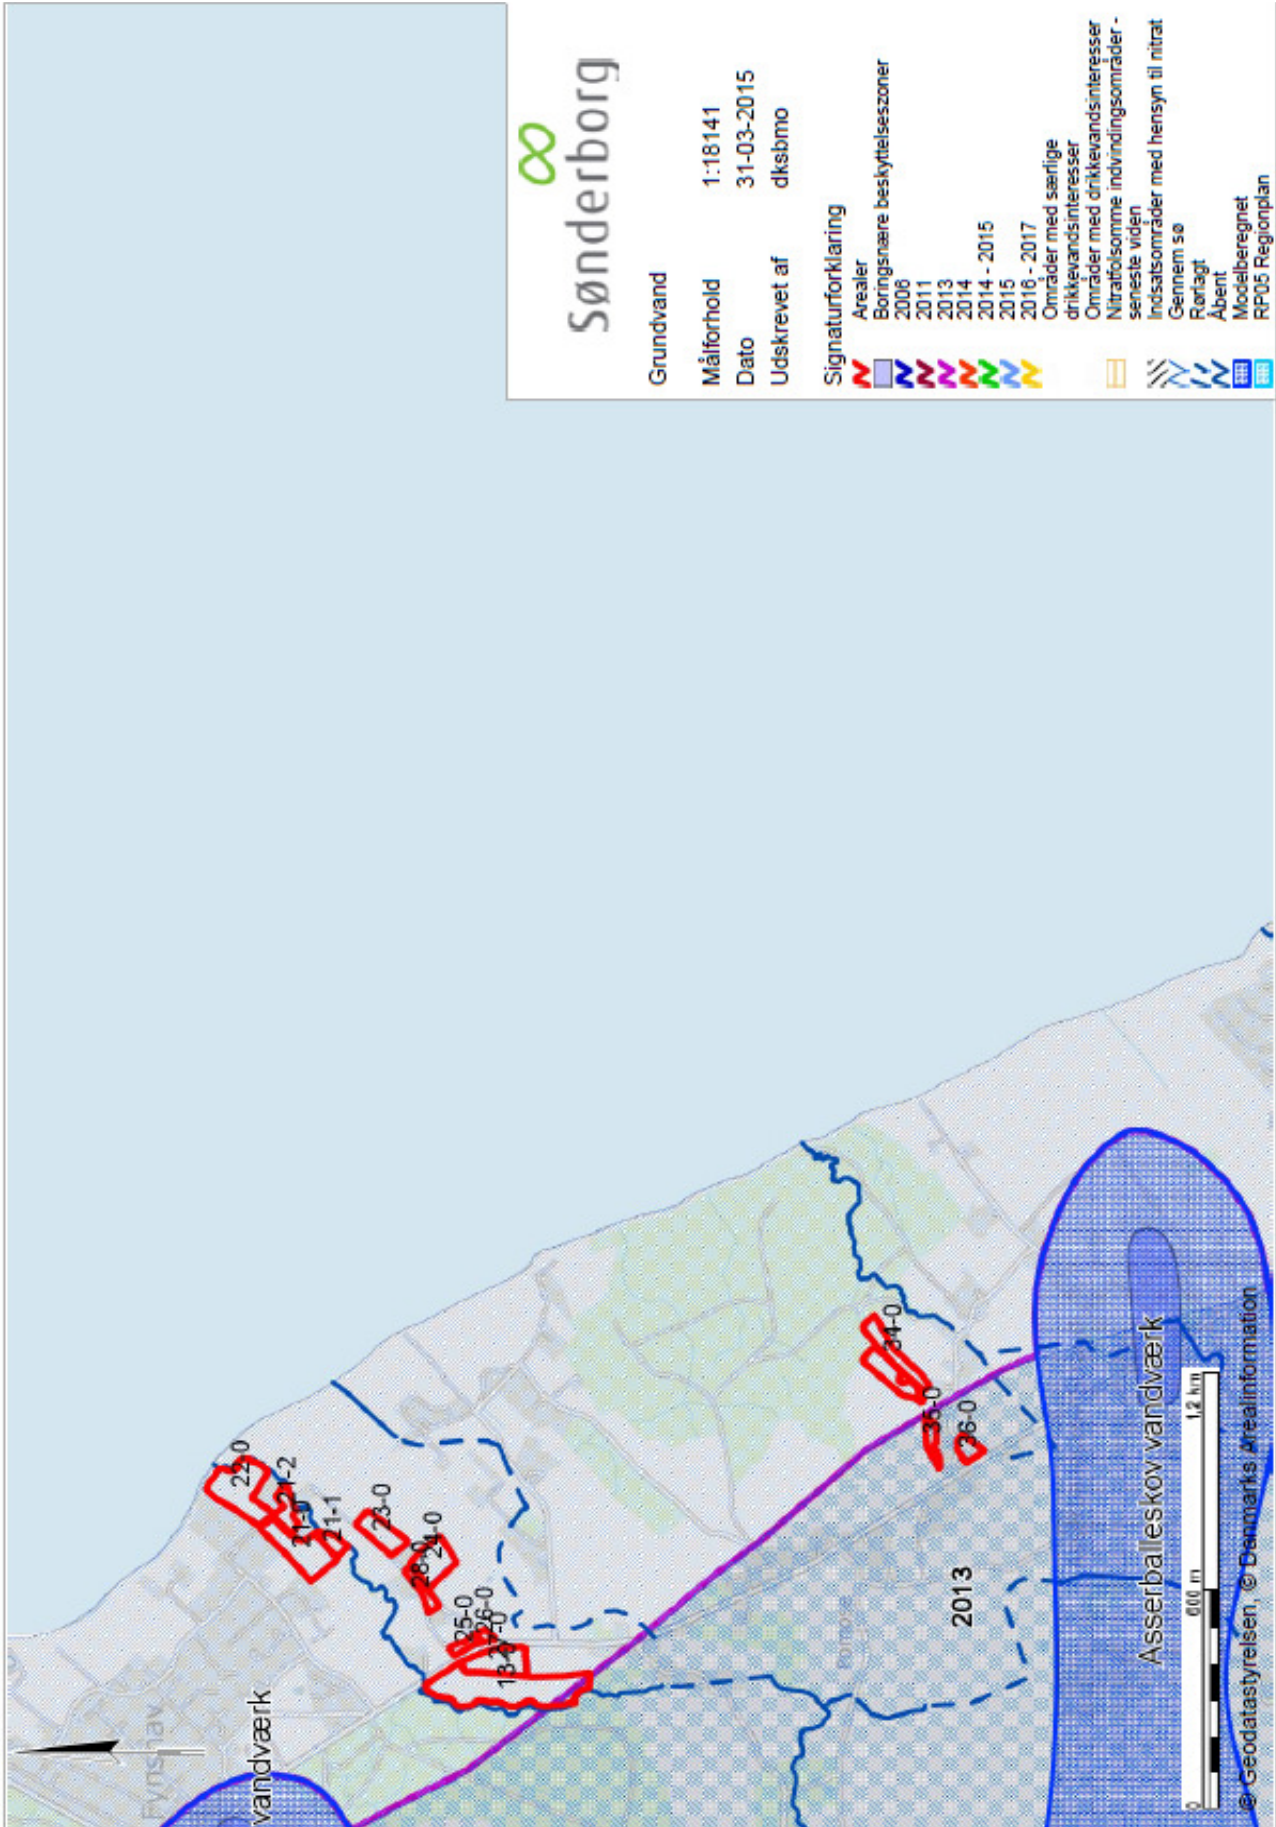 Sønderborg
Grundvand
Målforhold 1:18141
Dato 31-03-2015
Udskrevet af dksbmo
Signaturforklaring
Arealer
Boringsnære beskyttelseszoner
2006
2011
2013
2014
2014 - 2015
2015
2016 - 2017
Områder med særlige
drikkevandsinteresser
Områder med drikkevandsinteresser
Nitratfølsomme indvindingsområder -
seneste viden
Indsatsområder med hensyn til nitrat
Gennem sø
Rørlagt
Åbent
Modelberegnet
RP05 Regionplan
Fynshav
vandværk
22-0
21-2
21-0
21-1
23-0
24-0
28-0
25-0
26-0
27-0
13-0
34-0
35-0
36-0
2013
Asserballeskov vandværk
0 600 m 1,2 km
© Geodatastyrelsen, © Danmarks Arealinformation